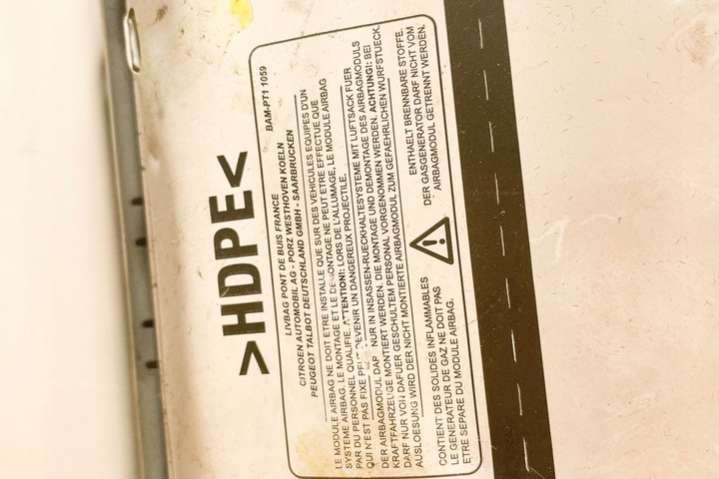 >HDPE<
LIVBAG PONT DE BUIS FRANCE BAM-PT1 1059
CITROEN AUTOMOBIL AG - PORZ WESTHOVEN KOELN
PEUGEOT TALBOT DEUTSCHLAND GMBH - SAARBRUCKEN
LE MODULE AIRBAG NE DOIT ETRE INSTALLE QUE SUR DES VEHICULES EQUIPES D'UN
SYSTEME AIRBAG. LE MONTAGE ET LE DEMONTAGE NE PEUT ETRE EFFECTUE QUE
PAR DU PERSONNEL QUALIFIE. ATTENTION!: LORS DE L'ALLUMAGE, LE MODULE AIRBAG
QUI N'EST PAS FIXE PEUT DEVENIR UN DANGEREUX PROJECTILE.
DER AIRBAGMODUL DARF NUR IN INSASSEN-RUECKHALTESYSTEME MIT LUFTSACK FUER
KRAFTFAHRZEUGE MONTIERT WERDEN. DIE MONTAGE UND DEMONTAGE DES AIRBAGMODULS
DARF NUR VON DAFUER GESCHULTEM PERSONAL VORGENOMMEN WERDEN. ACHTUNG!: BEI
AUSLOESUNG WIRD DER NICHT MONTIERTE AIRBAGMODUL ZUM GEFAEHRLICHEN WURFSTUECK.
CONTIENT DES SOLIDES INFLAMMABLES
LE GENERATEUR DE GAZ NE DOIT PAS
ETRE SEPARE DU MODULE AIRBAG.
ENTHAELT BRENNBARE STOFFE.
DER GASGENERATOR DARF NICHT VOM
AIRBAGMODUL GETRENNT WERDEN.